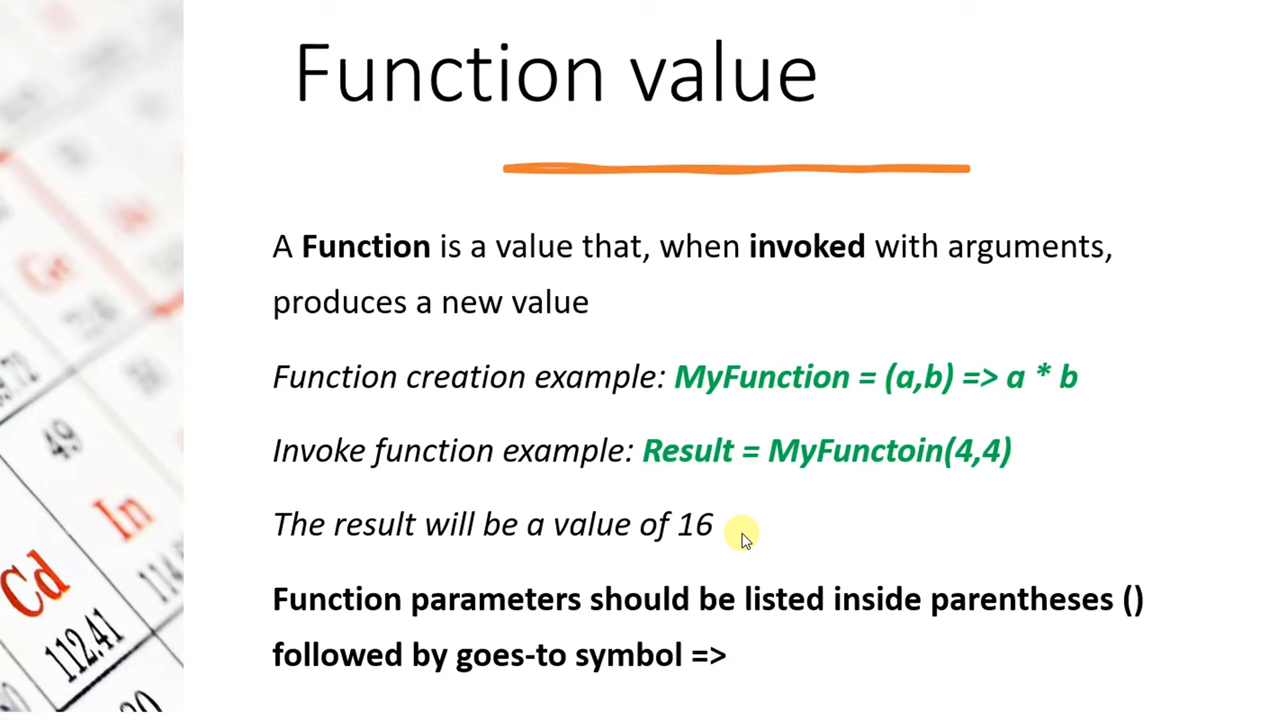 Function value
A Function is a value that, when invoked with arguments,
produces a new value
Function creation example: MyFunction = (a,b) => a * b
Invoke function example: Result = MyFunctoin(4,4)
The result will be a value of 16
Function parameters should be listed inside parentheses ()
followed by goes-to symbol =>
49
In
Cd
112.41